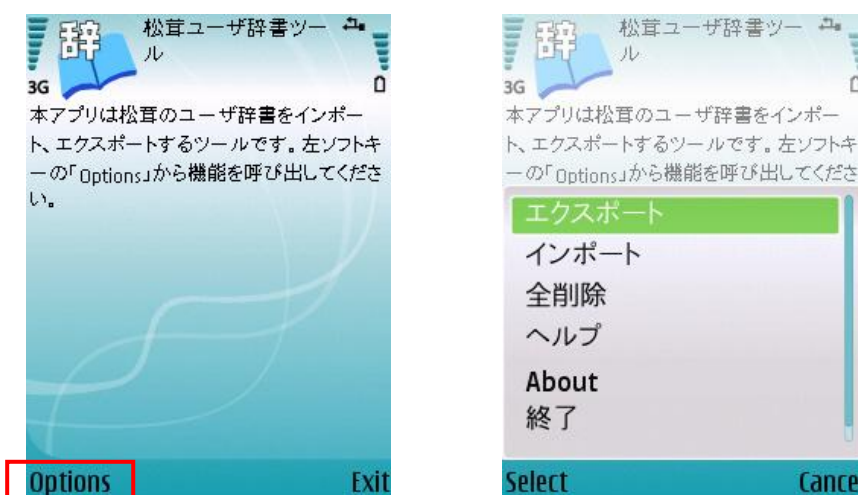 辞
松茸ユーザ辞書ツー
ル
3G
本アプリは松茸のユーザ辞書をインポー
ト、エクスポートするツールです。左ソフトキ
ーの「Options」から機能を呼び出してくださ
い。
Options
Exit
辞
松茸ユーザ辞書ツー
ル
3G
本アプリは松茸のユーザ辞書をインポー
ト、エクスポートするツールです。左ソフトキ
ーの「Options」から機能を呼び出してくださ
エクスポート
インポート
全削除
ヘルプ
About
終了
Select
Cance